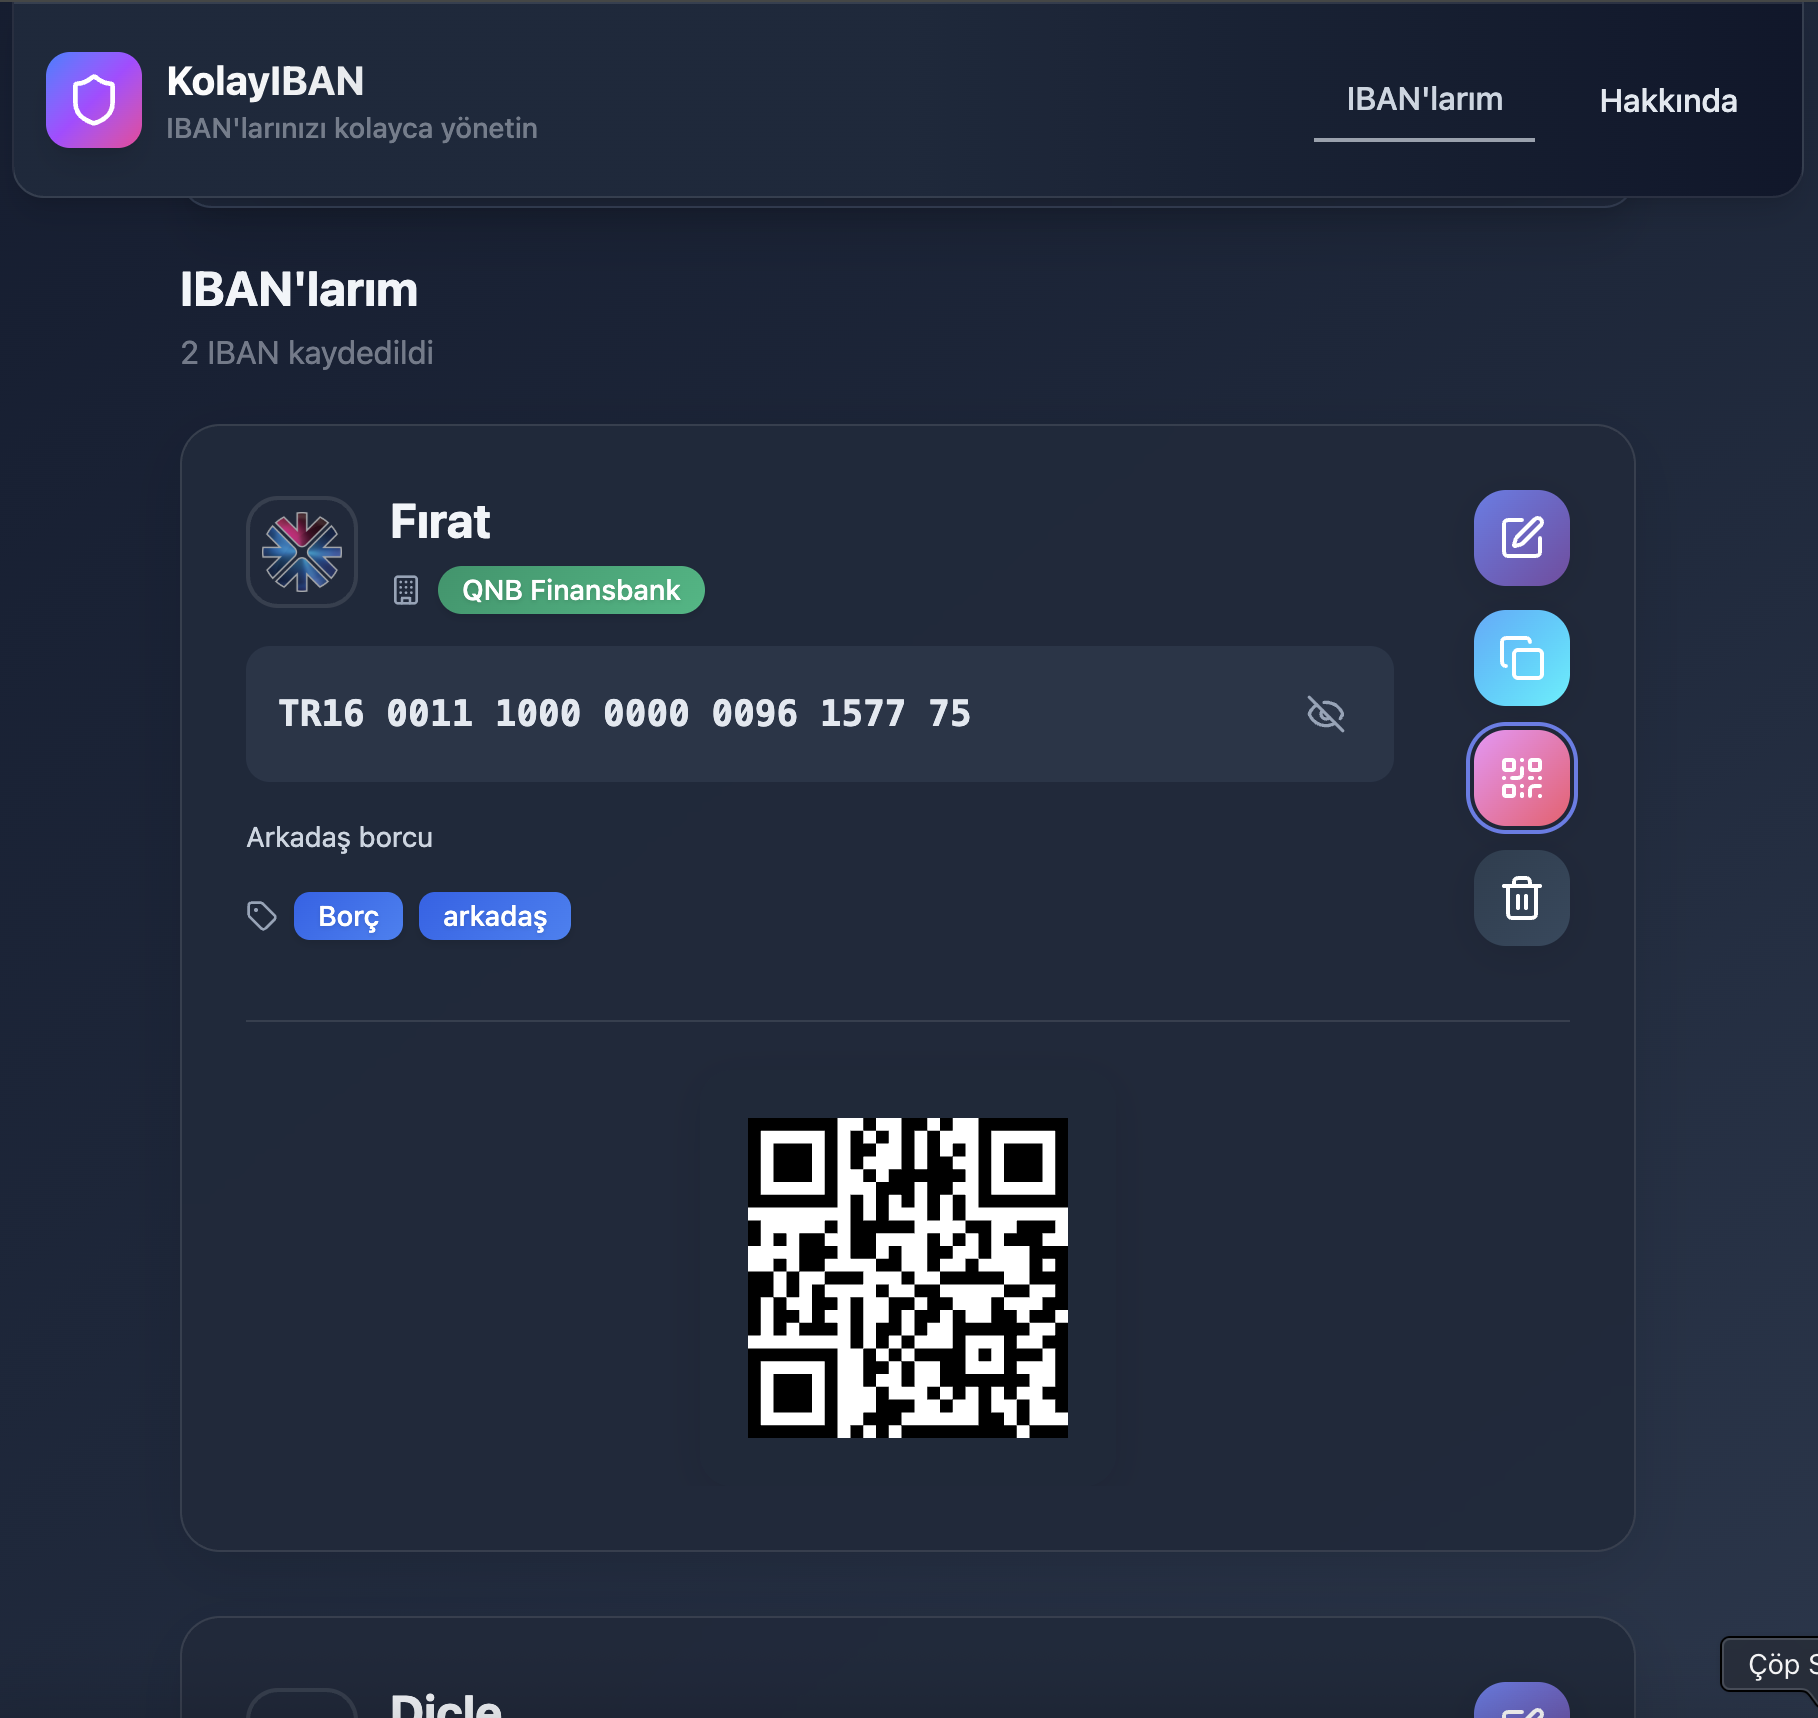 KolayIBAN
IBAN'larınızı kolayca yönetin
IBAN'larım
Hakkında
IBAN'larım
2 IBAN kaydedildi
Fırat
QNB Finansbank
TR16 0011 1000 0000 0096 1577 75
Arkadaş borcu
Borç
arkadaş
Dicle
Çöp